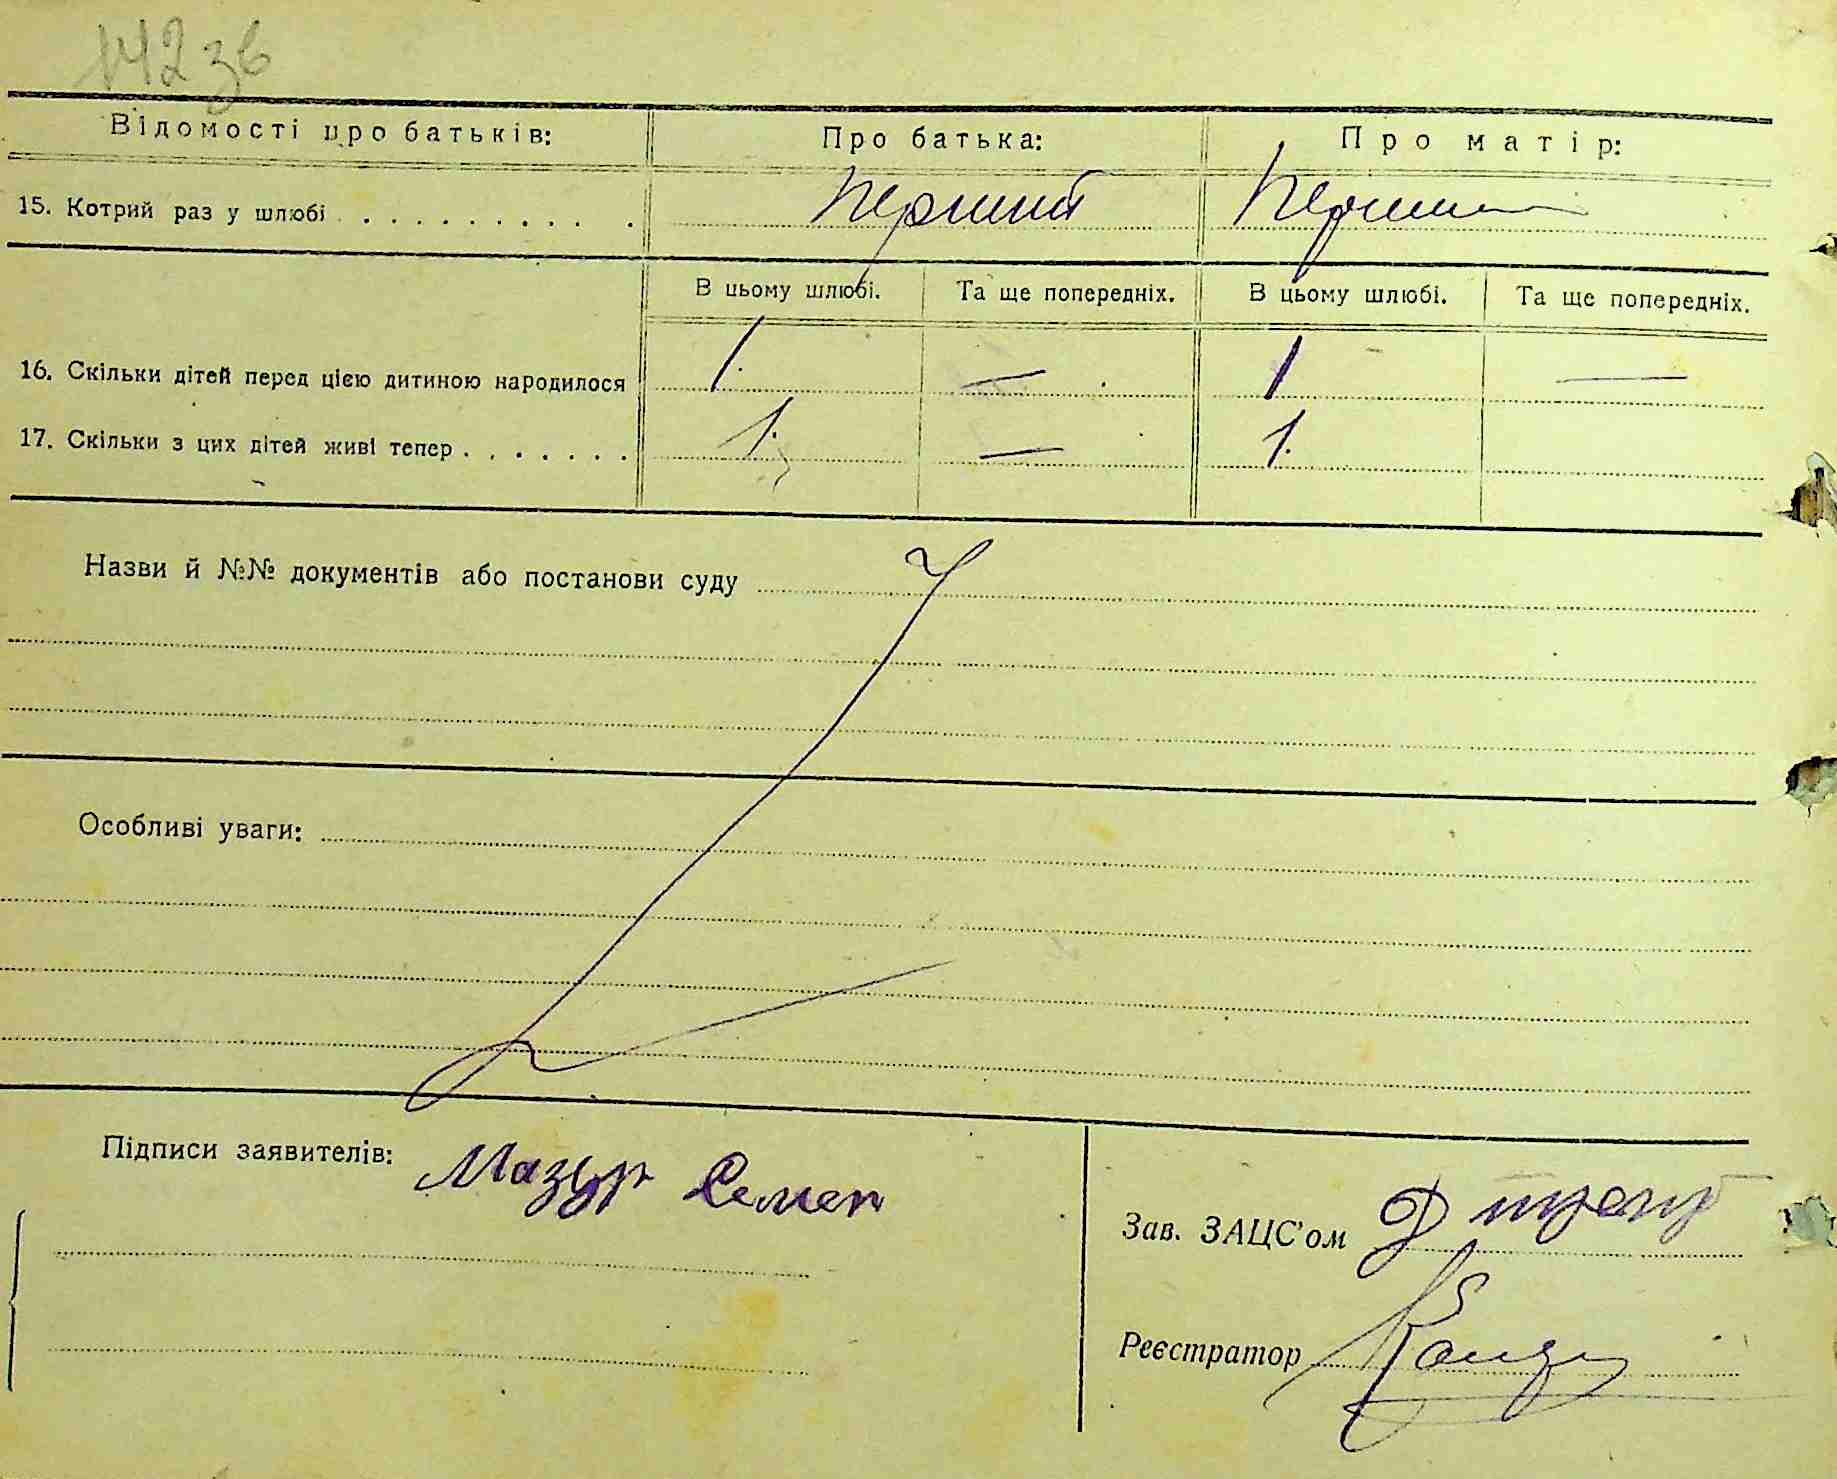 142 зв
Відомості про батьків: Про батька: Про матір:
15. Котрий раз у шлюбі . . . . . . . . . . Перший Перший
В цьому шлюбі. Та ще попередніх. В цьому шлюбі. Та ще попередніх.
16. Скільки дітей перед цією дитиною народилося 1. — 1 —
17. Скільки з цих дітей живі тепер . . . . . . . 1. — 1.
Назви й №№ документів або постанови суду
Особливі уваги:
Підписи заявителів: Мазур Семен
Зав. ЗАЦС'ом
Реєстратор